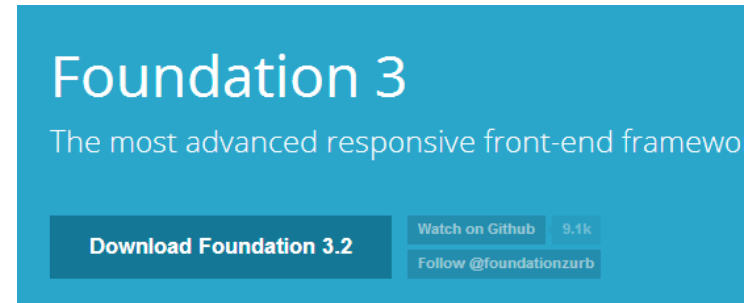 Foundation 3
The most advanced responsive front-end framewo
Download Foundation 3.2
Watch on Github 9.1k
Follow @foundationzurb